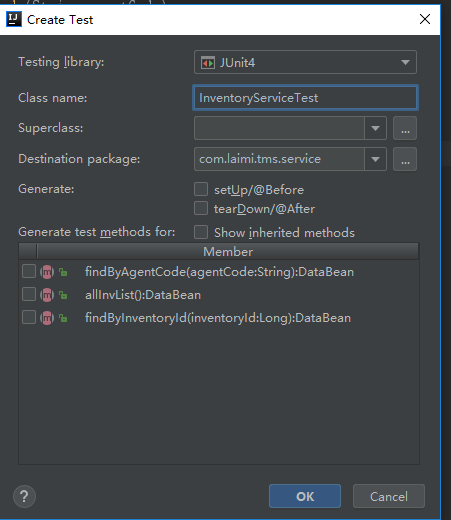 Create Test
Testing library:
JUnit4
Class name:
InventoryServiceTest
Superclass:
...
Destination package:
com.laimi.tms.service
...
Generate:
setUp/@Before
tearDown/@After
Generate test methods for:
Show inherited methods
Member
m findByAgentCode(agentCode:String):DataBean
m allInvList():DataBean
m findByInventoryId(inventoryId:Long):DataBean
?
OK
Cancel